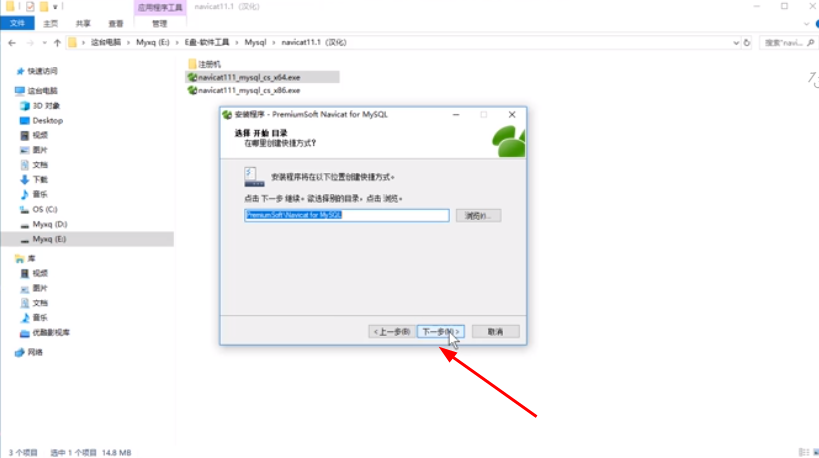 应用程序工具 navicat11.1 (汉化)
文件 主页 共享 查看 管理
这台电脑 › Myxq (E:) › E盘-软件工具 › Mysql › navicat11.1 (汉化)
搜索"navi...
快速访问
这台电脑
3D 对象
Desktop
视频
图片
文档
下载
音乐
OS (C:)
Myxq (D:)
Myxq (E:)
库
视频
图片
文档
音乐
优酷影视库
网络
注册机
navicat111_mysql_cs_x64.exe
navicat111_mysql_cs_x86.exe
安装程序 - PremiumSoft Navicat for MySQL
选择 开始 目录
在哪里创建快捷方式?
安装程序将在以下位置创建快捷方式。
点击 下一步 继续。欲选择别的目录，点击 浏览。
PremiumSoft\Navicat for MySQL
浏览(R)...
< 上一步(B) 下一步(N) > 取消
3 个项目 选中 1 个项目 14.8 MB